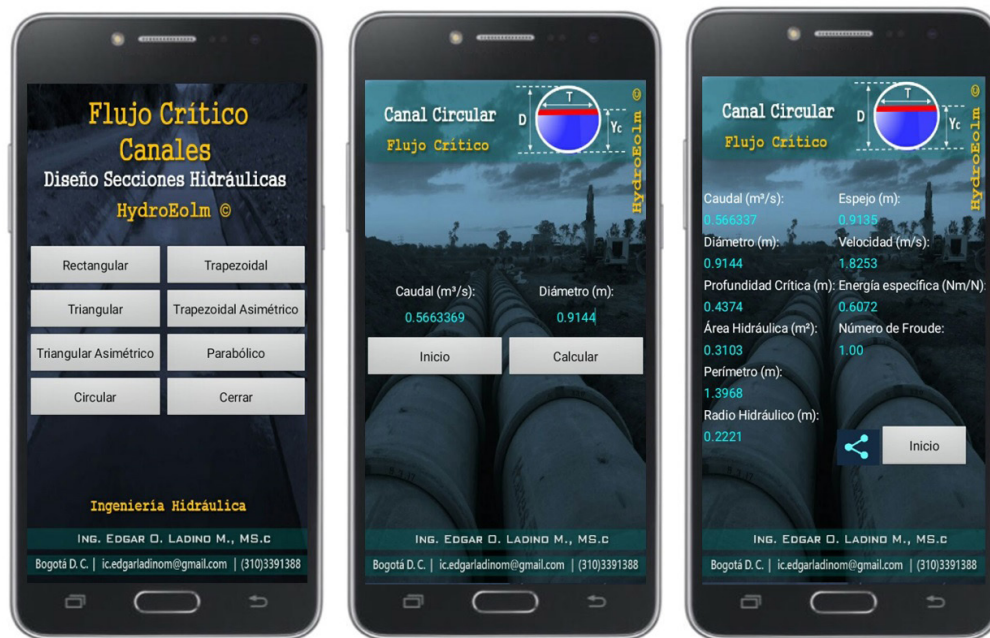 Flujo Crítico
Canales
Diseño Secciones Hidráulicas
HydroEolm ©
Rectangular
Trapezoidal
Triangular
Trapezoidal Asimétrico
Triangular Asimétrico
Parabólico
Circular
Cerrar
Ingeniería Hidráulica
ING. EDGAR O. LADINO M., MS.C
Bogotá D. C. | ic.edgarladinom@gmail.com | (310)3391388
Canal Circular
Flujo Crítico
D
T
Yc
HydroEolm ©
Caudal (m³/s):
Diámetro (m):
0.5663369
0.9144
Inicio
Calcular
ING. EDGAR O. LADINO M., MS.C
Bogotá D. C. | ic.edgarladinom@gmail.com | (310)3391388
Canal Circular
Flujo Crítico
D
T
Yc
HydroEolm ©
Caudal (m³/s):
0.566337
Diámetro (m):
0.9144
Profundidad Crítica (m):
0.4374
Área Hidráulica (m²):
0.3103
Perímetro (m):
1.3968
Radio Hidráulico (m):
0.2221
Espejo (m):
0.9135
Velocidad (m/s):
1.8253
Energía específica (Nm/N):
0.6072
Número de Froude:
1.00
Inicio
ING. EDGAR O. LADINO M., MS.C
Bogotá D. C. | ic.edgarladinom@gmail.com | (310)3391388